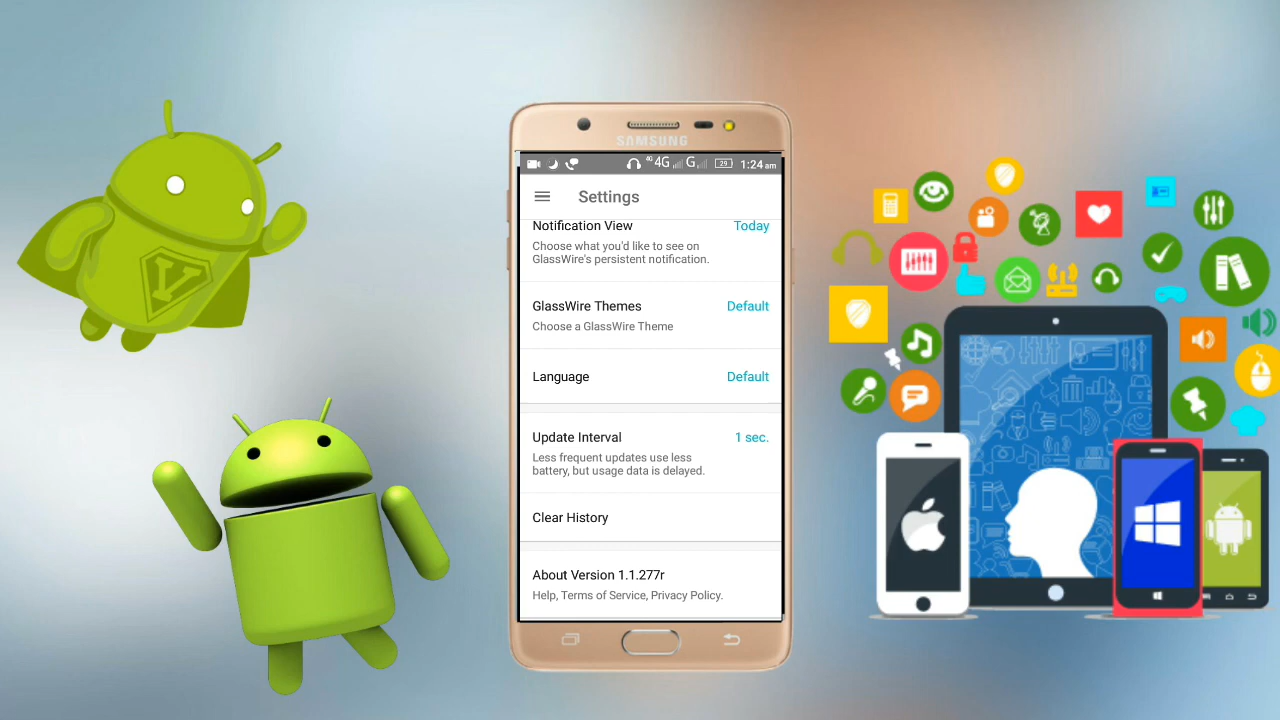 V
SAMSUNG
4G 4G G 29 1:24 am
Settings
Notification View Today
Choose what you'd like to see on
GlassWire's persistent notification.
GlassWire Themes Default
Choose a GlassWire Theme
Language Default
Update Interval 1 sec.
Less frequent updates use less
battery, but usage data is delayed.
Clear History
About Version 1.1.277r
Help, Terms of Service, Privacy Policy.